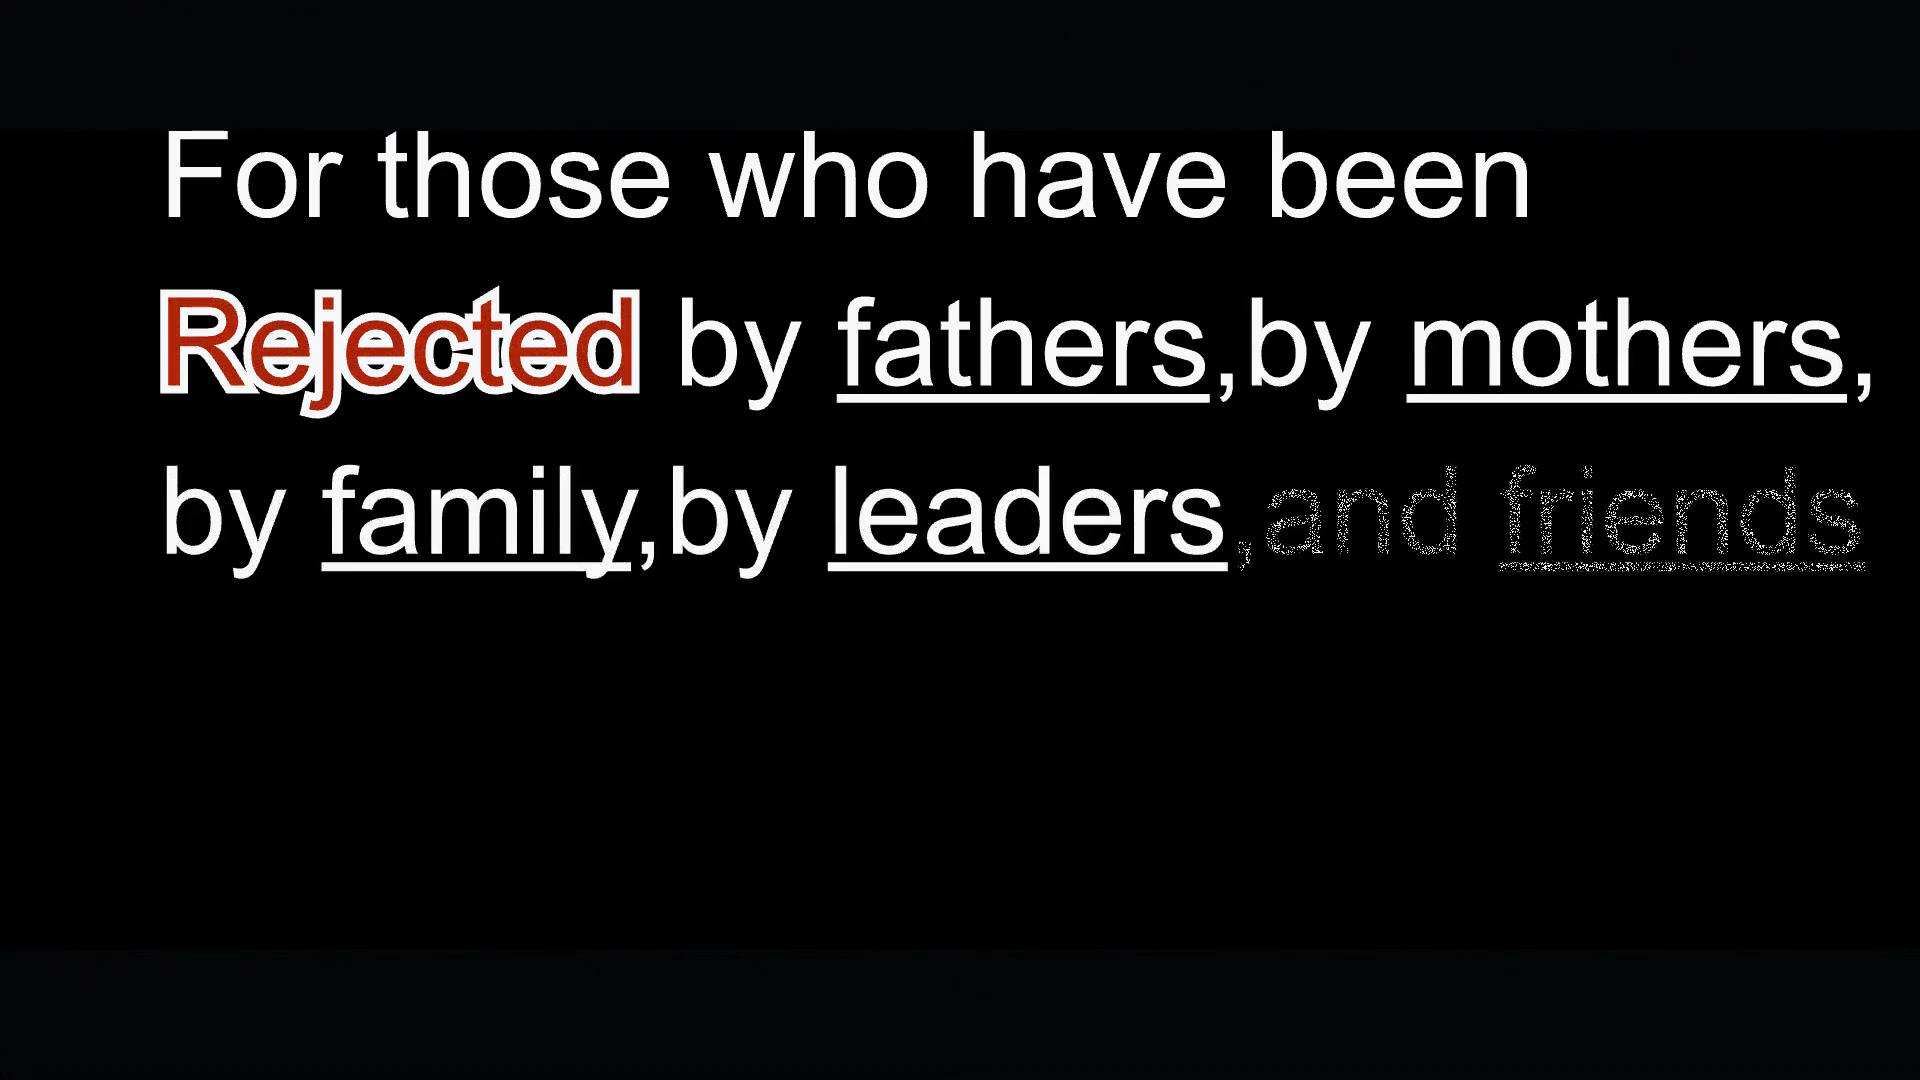 For those who have been
Rejected by fathers,by mothers,
by family,by leaders,and friends